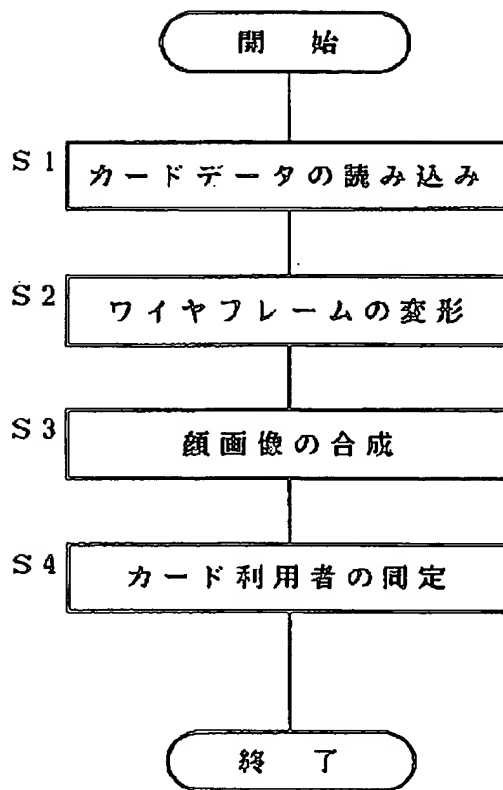 開 始
S1 カードデータの読み込み
S2 ワイヤフレームの変形
S3 顔画像の合成
S4 カード利用者の同定
終 了